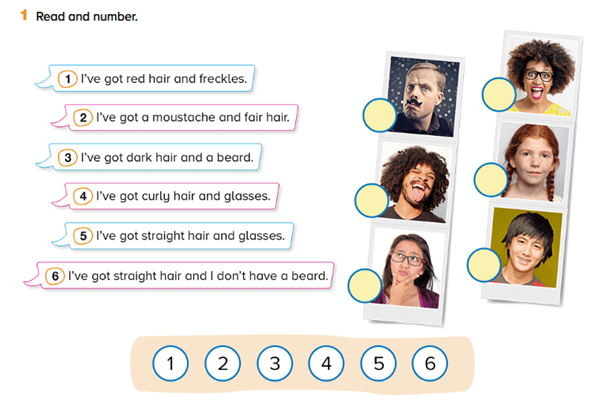 1 Read and number.
1 I've got red hair and freckles.
2 I've got a moustache and fair hair.
3 I've got dark hair and a beard.
4 I've got curly hair and glasses.
5 I've got straight hair and glasses.
6 I've got straight hair and I don't have a beard.
1 2 3 4 5 6